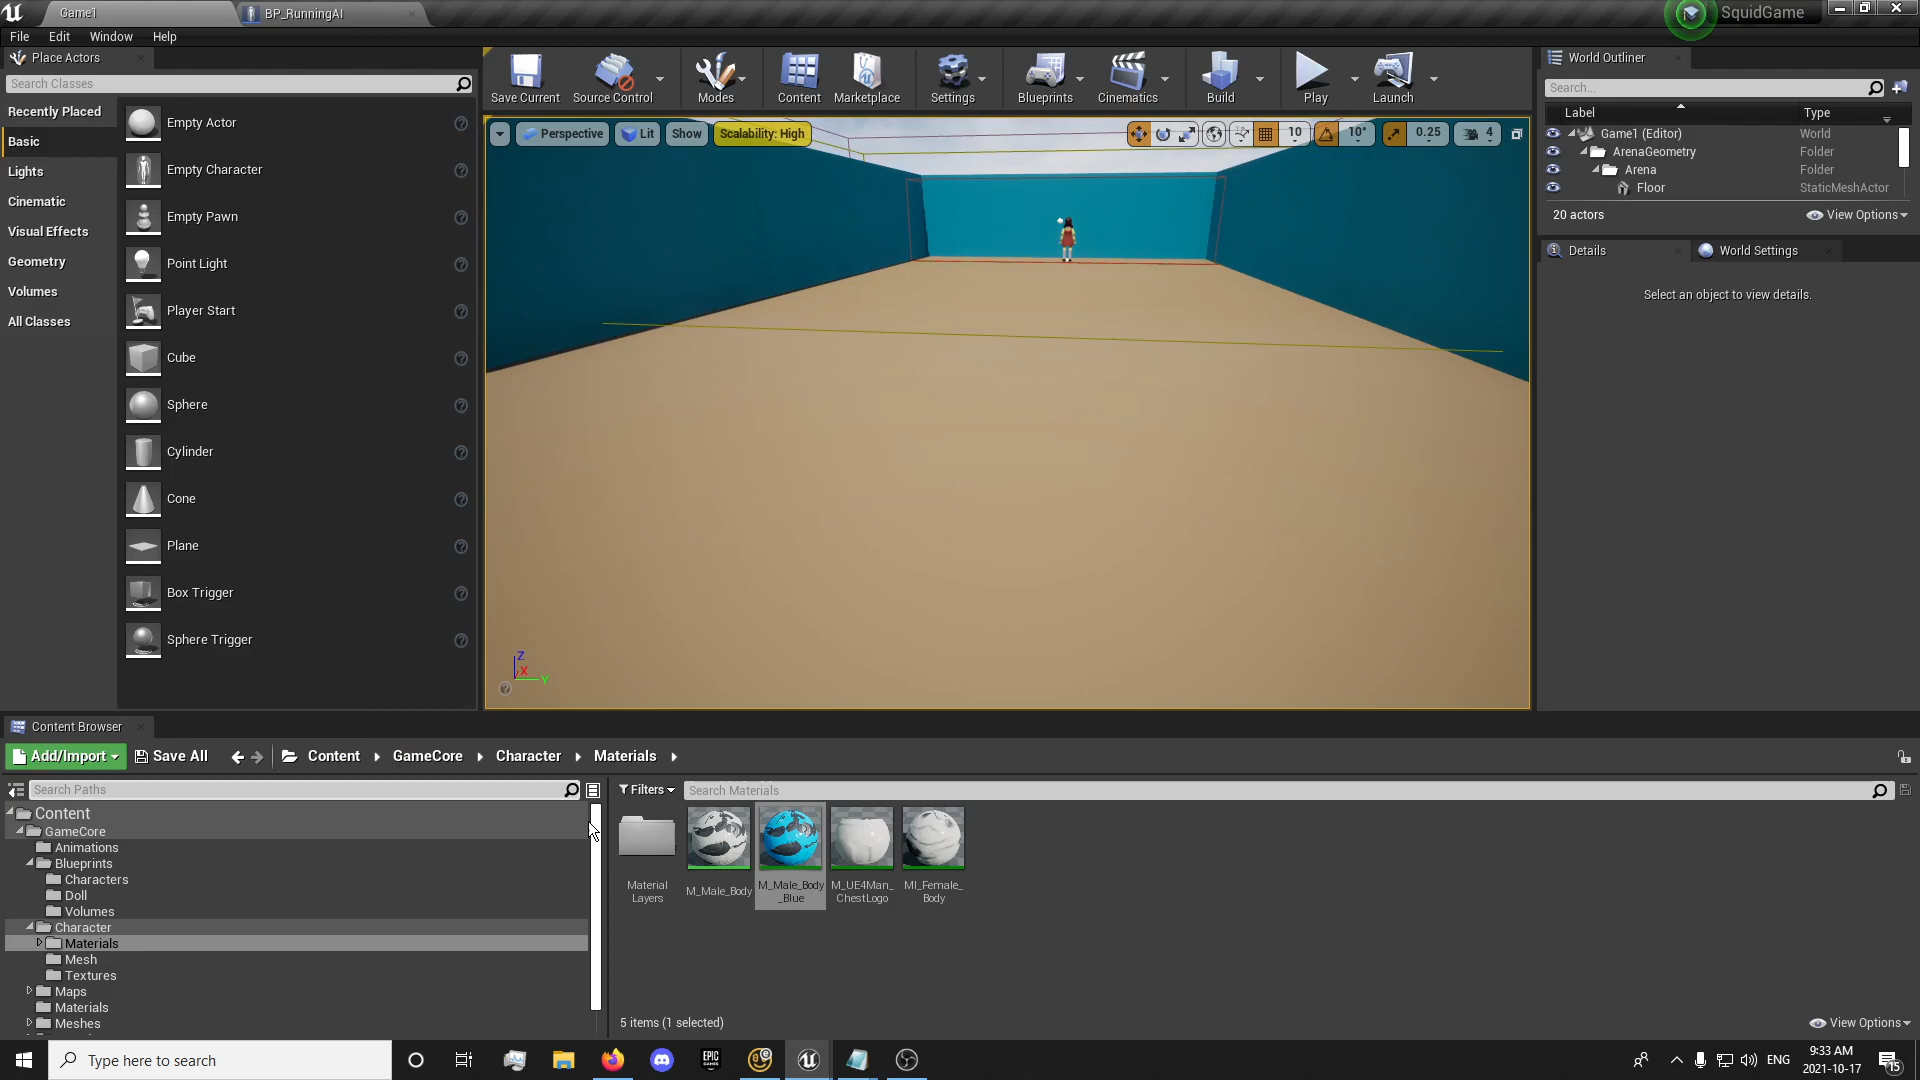 Game1
BP_RunningAI
SquidGame
File Edit Window Help
Place Actors
Search Classes
Recently Placed
Basic
Lights
Cinematic
Visual Effects
Geometry
Volumes
All Classes
Empty Actor
Empty Character
Empty Pawn
Point Light
Player Start
Cube
Sphere
Cylinder
Cone
Plane
Box Trigger
Sphere Trigger
Save Current
Source Control
Modes
Content
Marketplace
Settings
Blueprints
Cinematics
Build
Play
Launch
Perspective
Lit
Show
Scalability: High
10
10°
0.25
4
Z
X
Y
World Outliner
Search...
Label Type
Game1 (Editor) World
ArenaGeometry Folder
Arena Folder
Floor StaticMeshActor
20 actors
View Options
Details
World Settings
Select an object to view details.
Content Browser
Add/Import
Save All
Content
GameCore
Character
Materials
Search Paths
Content
GameCore
Animations
Blueprints
Characters
Doll
Volumes
Character
Materials
Mesh
Textures
Maps
Materials
Meshes
Filters
Search Materials
Material
Layers
M_Male_Body
M_Male_Body
_Blue
M_UE4Man_
ChestLogo
MI_Female_
Body
5 items (1 selected)
View Options
Type here to search
EPIC
GAMES
ENG
9:33 AM
2021-10-17
15